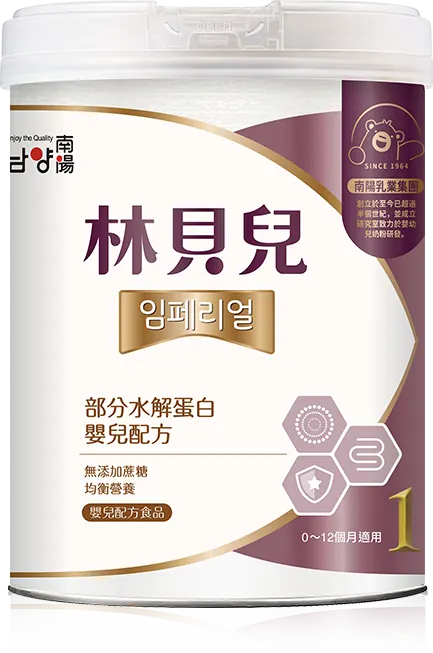 njoy the Quality
남양
南陽
SINCE 1964
南陽乳業集團
創立於至今已超過
半個世紀，並成立
研究室致力於嬰幼
兒奶粉研發。
林貝兒
임페리얼
部分水解蛋白
嬰兒配方
無添加蔗糖
均衡營養
嬰兒配方食品
0～12個月適用
1